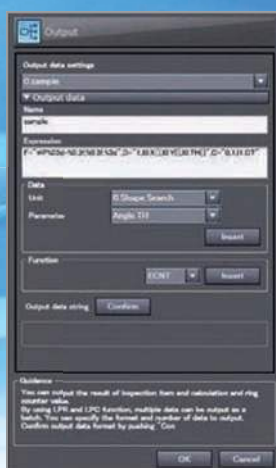 Output
Output data settings
0.sample
▼ Output data
Name
sample
Expression
Data
Unit
0.Shape Search
Parameter
Angle TH
Insert
Function
ECNT
Insert
Output data string
Confirm
Guidance
You can output the result of inspection item and calculation and ring
counter value.
By using LPR and LPC function, multiple data can be output as a
batch. You can specify the format and number of data to output.
Confirm output data format by pushing "Con
OK
Cancel